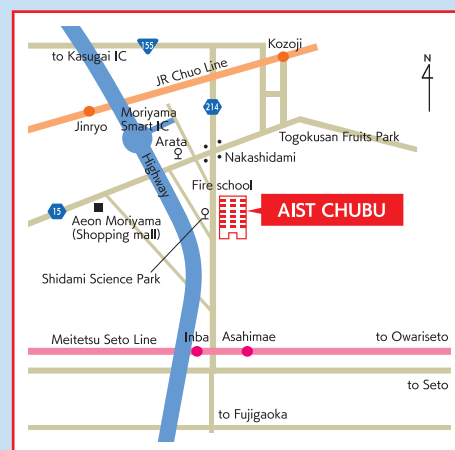 Kozoji
155
to Kasugai IC
N
JR Chuo Line
214
Moriyama
Smart IC
Jinryo
Arata
Togokusan Fruits Park
Nakashidami
Highway
Fire school
15
AIST CHUBU
Aeon Moriyama
(Shopping mall)
Shidami Science Park
Meitetsu Seto Line
Inba
Asahimae
to Owariseto
to Seto
to Fujigaoka